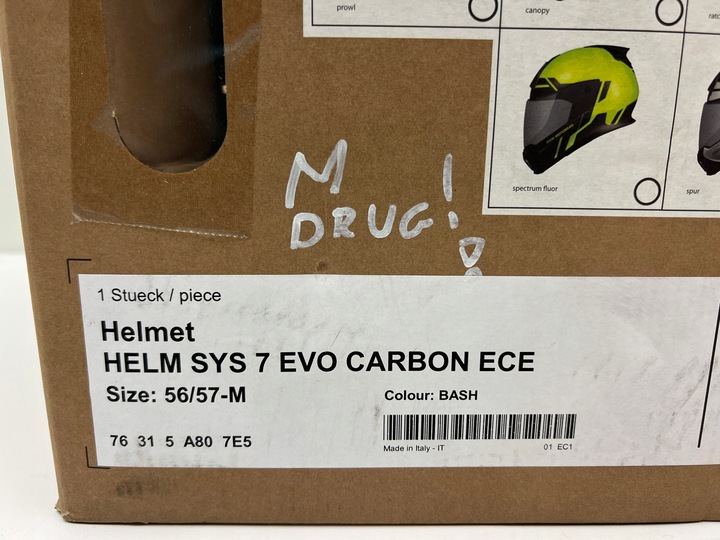 prowl
canopy
spectrum fluor
spur
M
DRUG!
1 Stueck / piece
Helmet
HELM SYS 7 EVO CARBON ECE
Size: 56/57-M
Colour: BASH
76 31 5 A80 7E5
Made in Italy - IT
01 EC1